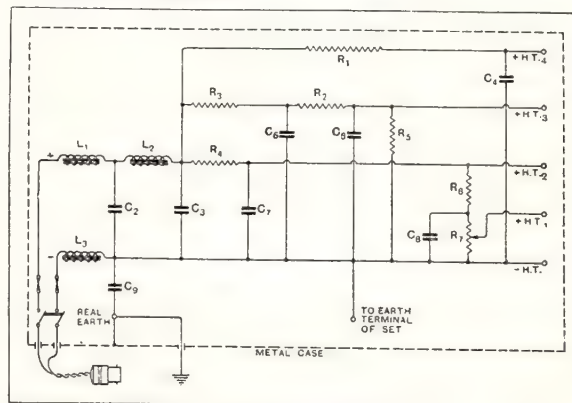 R1
+H.T.4
C4
R3
R2
+H.T.3
L1
L2
C5
C6
R5
R4
+H.T.2
+
R6
C2
C3
C7
C8
R7
+H.T.1
L3
-
-H.T.
C9
REAL
EARTH
TO EARTH
TERMINAL
OF SET
METAL CASE